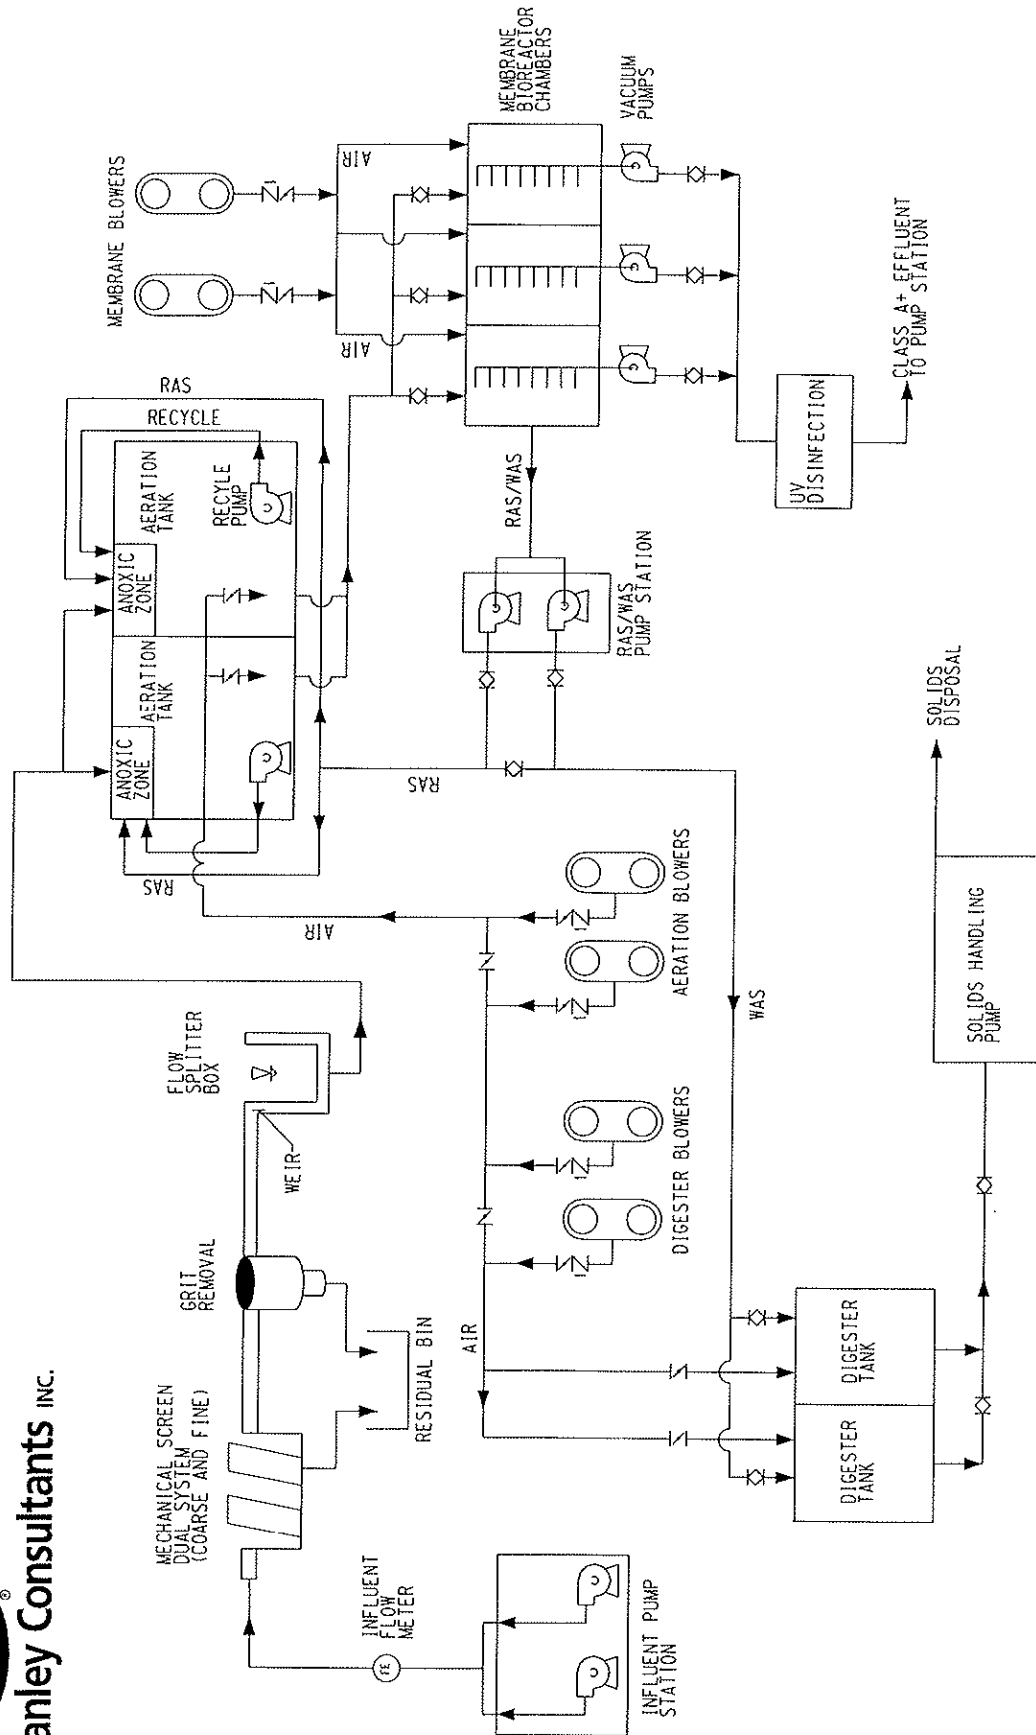 anley Consultants INC.
®
MECHANICAL SCREEN
DUAL SYSTEM
(COARSE AND FINE)
GRIT
REMOVAL
FLOW
SPLITTER
BOX
WEIR
RESIDUAL BIN
INFLUENT
FLOW
METER
FE
INFLUENT PUMP
STATION
ANOXIC
ZONE
AERATION
TANK
ANOXIC
ZONE
AERATION
TANK
RECYLE
PUMP
RECYCLE
RAS
RAS
RAS
AIR
AIR
MEMBRANE BLOWERS
AIR
AIR
MEMBRANE
BIOREACTOR
CHAMBERS
VACUUM
PUMPS
RAS/WAS
RAS/WAS
PUMP STATION
UV
DISINFECTION
CLASS A+ EFFLUENT
TO PUMP STATION
DIGESTER BLOWERS
AERATION BLOWERS
WAS
DIGESTER
TANK
DIGESTER
TANK
SOLIDS HANDLING
PUMP
SOLIDS
DISPOSAL